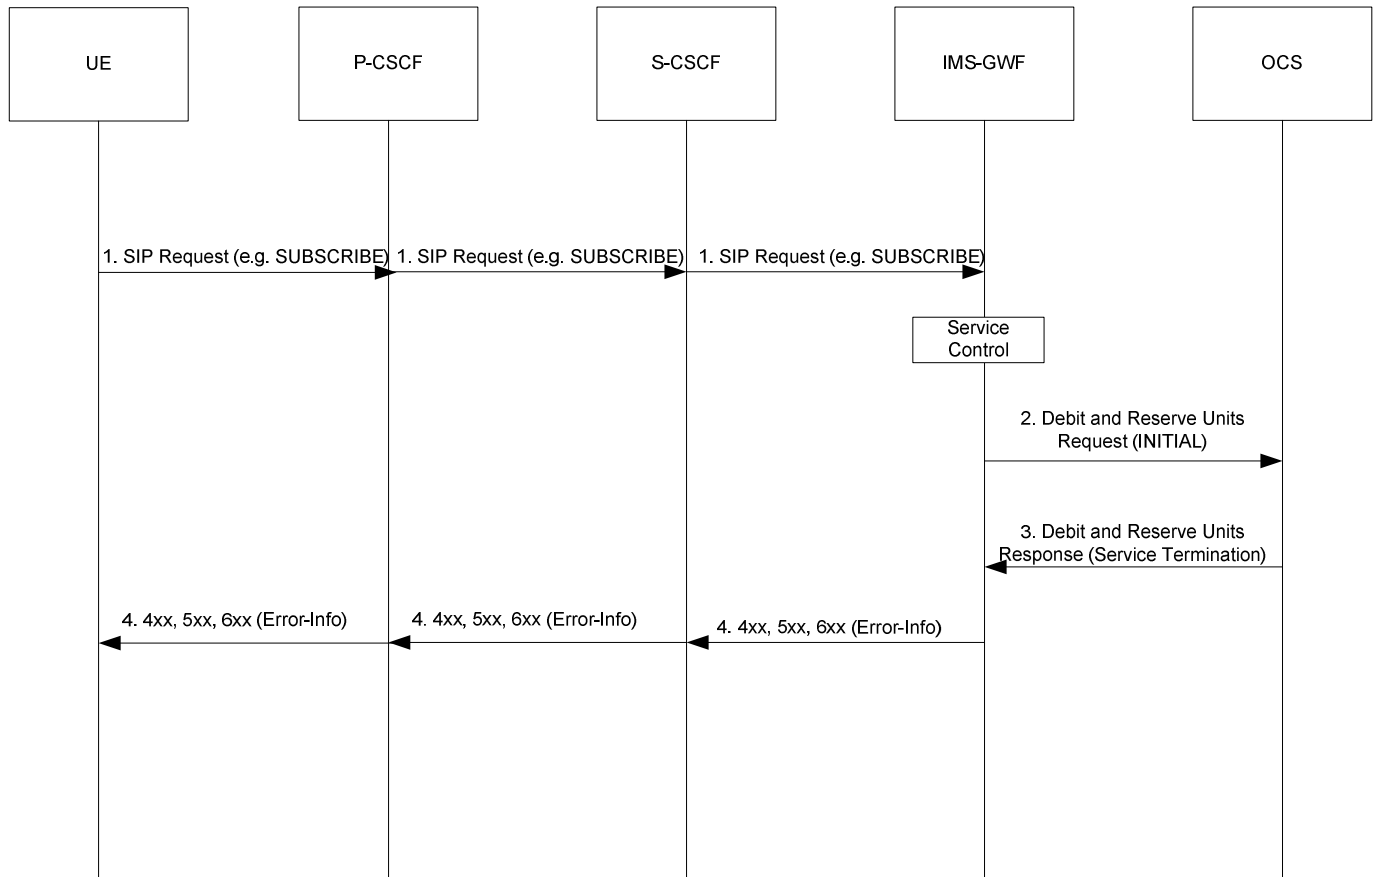 UE
P-CSCF
S-CSCF
IMS-GWF
OCS
1. SIP Request (e.g. SUBSCRIBE)
1. SIP Request (e.g. SUBSCRIBE)
1. SIP Request (e.g. SUBSCRIBE)
Service
Control
2. Debit and Reserve Units
Request (INITIAL)
3. Debit and Reserve Units
Response (Service Termination)
4. 4xx, 5xx, 6xx (Error-Info)
4. 4xx, 5xx, 6xx (Error-Info)
4. 4xx, 5xx, 6xx (Error-Info)